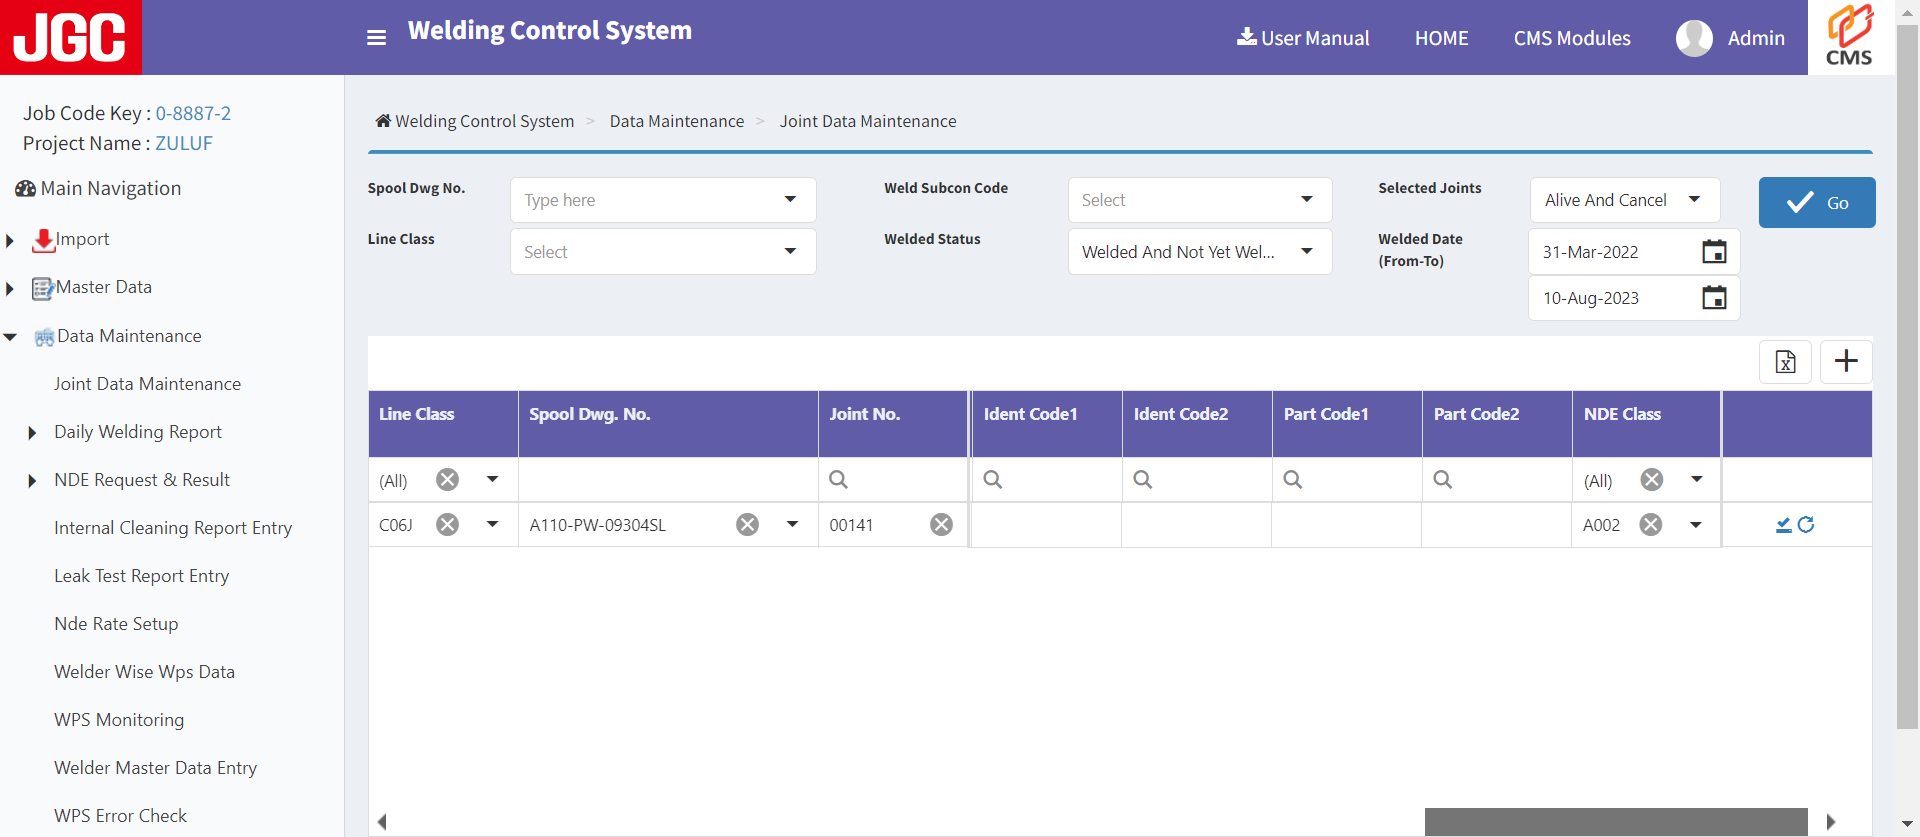 JGC
Welding Control System
User Manual
HOME
CMS Modules
Admin
CMS
Job Code Key : 0-8887-2
Project Name : ZULUF
Main Navigation
Import
Master Data
Data Maintenance
Joint Data Maintenance
Daily Welding Report
NDE Request & Result
Internal Cleaning Report Entry
Leak Test Report Entry
Nde Rate Setup
Welder Wise Wps Data
WPS Monitoring
Welder Master Data Entry
WPS Error Check
Welding Control System > Data Maintenance > Joint Data Maintenance
Spool Dwg No. Type here Weld Subcon Code Select Selected Joints Alive And Cancel Go
Line Class Select Welded Status Welded And Not Yet Wel... Welded Date
(From-To)
31-Mar-2022
10-Aug-2023
Line Class Spool Dwg. No. Joint No. Ident Code1 Ident Code2 Part Code1 Part Code2 NDE Class
(All) (All)
C06J A110-PW-09304SL 00141 A002